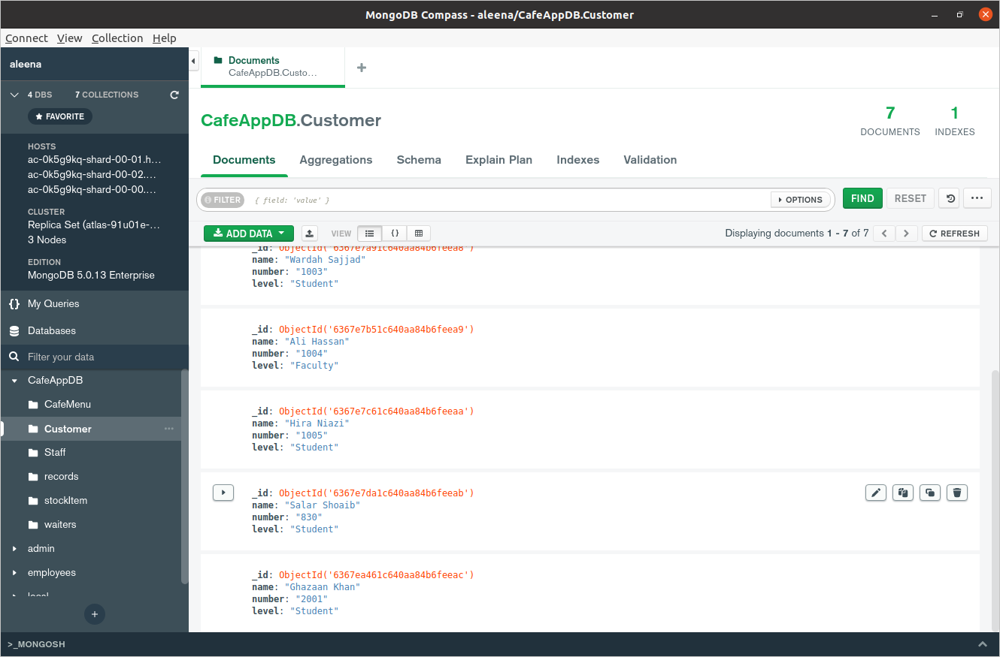 MongoDB Compass - aleena/CafeAppDB.Customer
Connect View Collection Help
aleena
4 DBS 7 COLLECTIONS
FAVORITE
HOSTS
ac-0k5g9kq-shard-00-01.h…
ac-0k5g9kq-shard-00-02.…
ac-0k5g9kq-shard-00-00.…
CLUSTER
Replica Set (atlas-91u01e-…
3 Nodes
EDITION
MongoDB 5.0.13 Enterprise
{} My Queries
Databases
Filter your data
CafeAppDB
CafeMenu
Customer
Staff
records
stockItem
waiters
admin
employees
local
Documents
CafeAppDB.Custo…
CafeAppDB.Customer
7
DOCUMENTS
1
INDEXES
Documents Aggregations Schema Explain Plan Indexes Validation
FILTER { field: 'value' } OPTIONS FIND RESET
ADD DATA VIEW {} Displaying documents 1 - 7 of 7 REFRESH
_id: ObjectId('6367e7a91c640aa84b6feea8')
name: "Wardah Sajjad"
number: "1003"
level: "Student"
_id: ObjectId('6367e7b51c640aa84b6feea9')
name: "Ali Hassan"
number: "1004"
level: "Faculty"
_id: ObjectId('6367e7c61c640aa84b6feeaa')
name: "Hira Niazi"
number: "1005"
level: "Student"
_id: ObjectId('6367e7da1c640aa84b6feeab')
name: "Salar Shoaib"
number: "830"
level: "Student"
_id: ObjectId('6367ea461c640aa84b6feeac')
name: "Ghazaan Khan"
number: "2001"
level: "Student"
>_MONGOSH